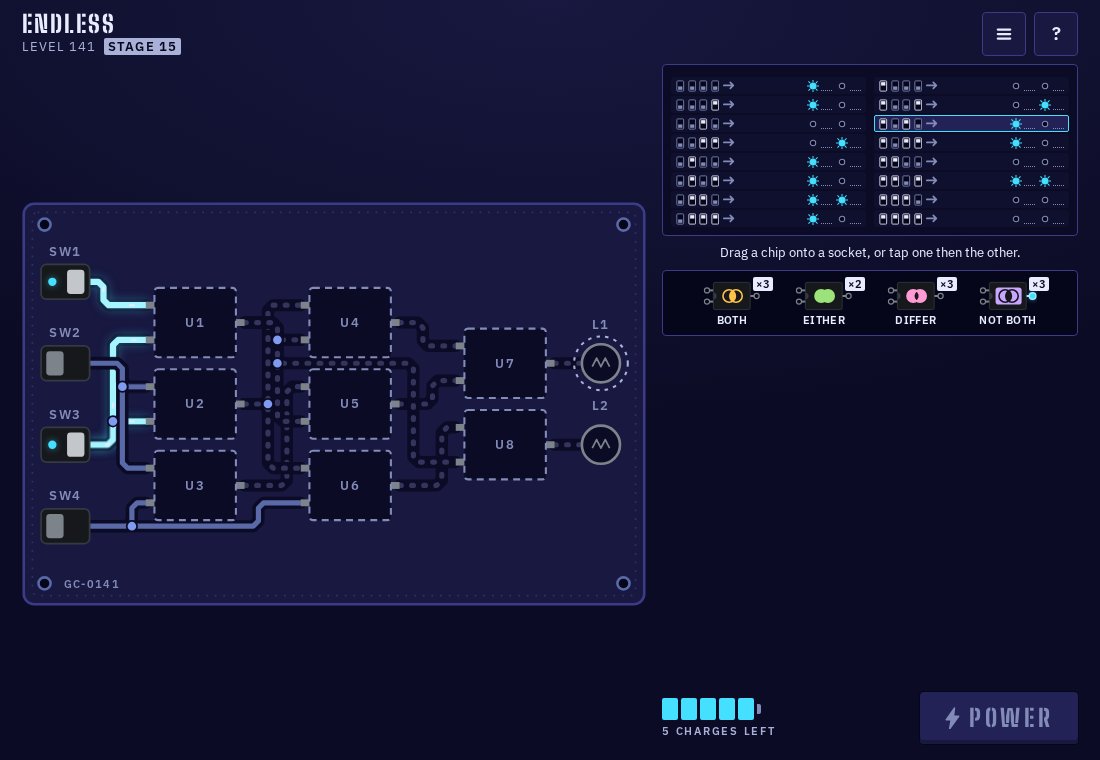 ENDLESS
LEVEL 141 STAGE 15
?
Drag a chip onto a socket, or tap one then the other.
×3 ×2 ×3 ×3
BOTH EITHER DIFFER NOT BOTH
SW1
SW2
SW3
SW4
U1
U2
U3
U4
U5
U6
U7
U8
L1
L2
GC-0141
5 CHARGES LEFT
POWER